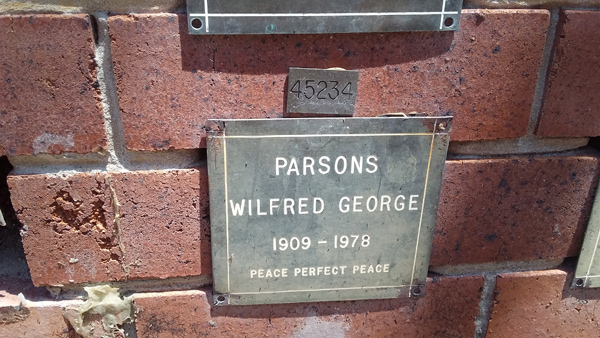 45234
PARSONS
WILFRED GEORGE
1909 - 1978
PEACE PERFECT PEACE